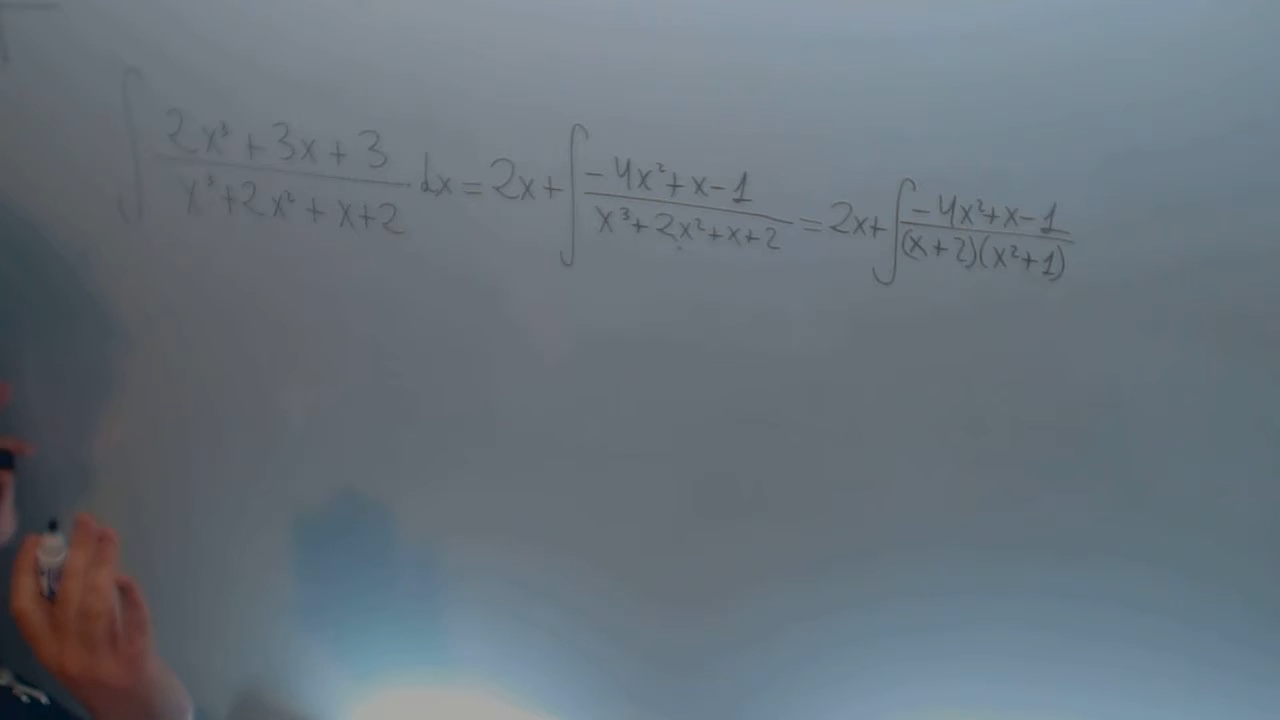 ∫ (2x³ + 3x + 3)/(x³ + 2x² + x + 2) dx = 2x + ∫ (-4x² + x - 1)/(x³ + 2x² + x + 2) = 2x + ∫ (-4x² + x - 1)/((x + 2)(x² + 1))